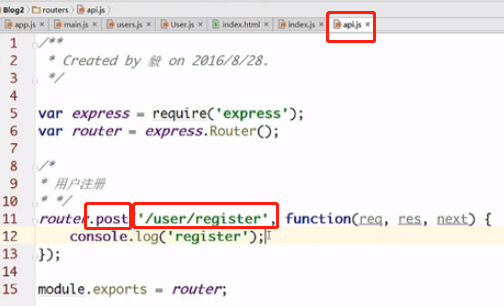 Blog2 routers api.js
app.js × main.js × users.js × User.js × index.html × index.js × api.js ×
1 /**
2 * Created by 毅 on 2016/8/28.
3 */
4
5 var express = require('express');
6 var router = express.Router();
7
8 /*
9 * 用户注册
10 * */
11 router.post('/user/register', function(req, res, next) {
12 console.log('register');
13 });
14
15 module.exports = router;